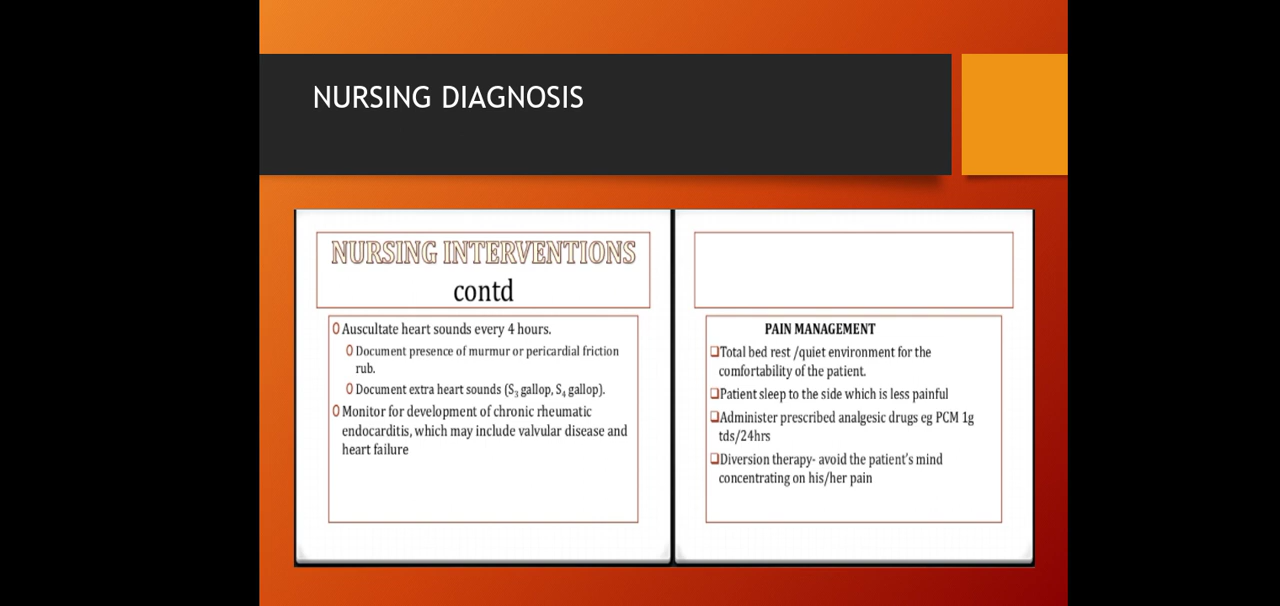 NURSING DIAGNOSIS
NURSING INTERVENTIONS
contd
Auscultate heart sounds every 4 hours.
Document presence of murmur or pericardial friction
rub.
Document extra heart sounds (S₃ gallop, S₄ gallop).
Monitor for development of chronic rheumatic
endocarditis, which may include valvular disease and
heart failure
PAIN MANAGEMENT
Total bed rest /quiet environment for the
comfortability of the patient.
Patient sleep to the side which is less painful
Administer prescribed analgesic drugs eg PCM 1g
tds/24hrs
Diversion therapy- avoid the patient's mind
concentrating on his/her pain